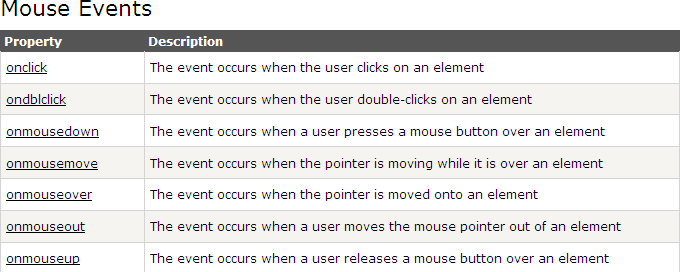 Mouse Events
Property Description
onclick The event occurs when the user clicks on an element
ondblclick The event occurs when the user double-clicks on an element
onmousedown The event occurs when a user presses a mouse button over an element
onmousemove The event occurs when the pointer is moving while it is over an element
onmouseover The event occurs when the pointer is moved onto an element
onmouseout The event occurs when a user moves the mouse pointer out of an element
onmouseup The event occurs when a user releases a mouse button over an element